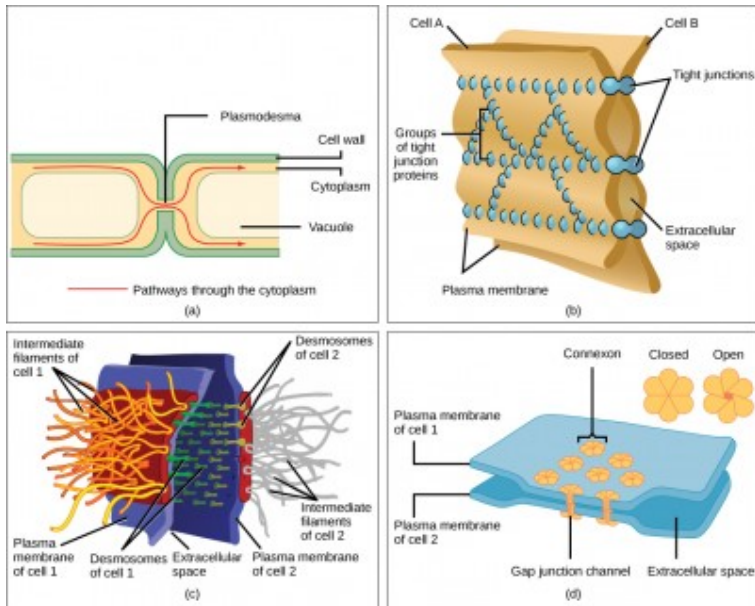 Plasmodesma
Cell wall
Cytoplasm
Vacuole
Pathways through the cytoplasm
(a)
Cell A
Cell B
Tight junctions
Groups
of tight
junction
proteins
Extracellular
space
Plasma membrane
(b)
Intermediate
filaments of
cell 1
Desmosomes
of cell 2
Intermediate
filaments of
cell 2
Plasma
membrane
of cell 1
Desmosomes
of cell 1
Extracellular
space
Plasma membrane
of cell 2
(c)
Connexon
Closed
Open
Plasma membrane
of cell 1
Plasma membrane
of cell 2
Gap junction channel
Extracellular space
(d)